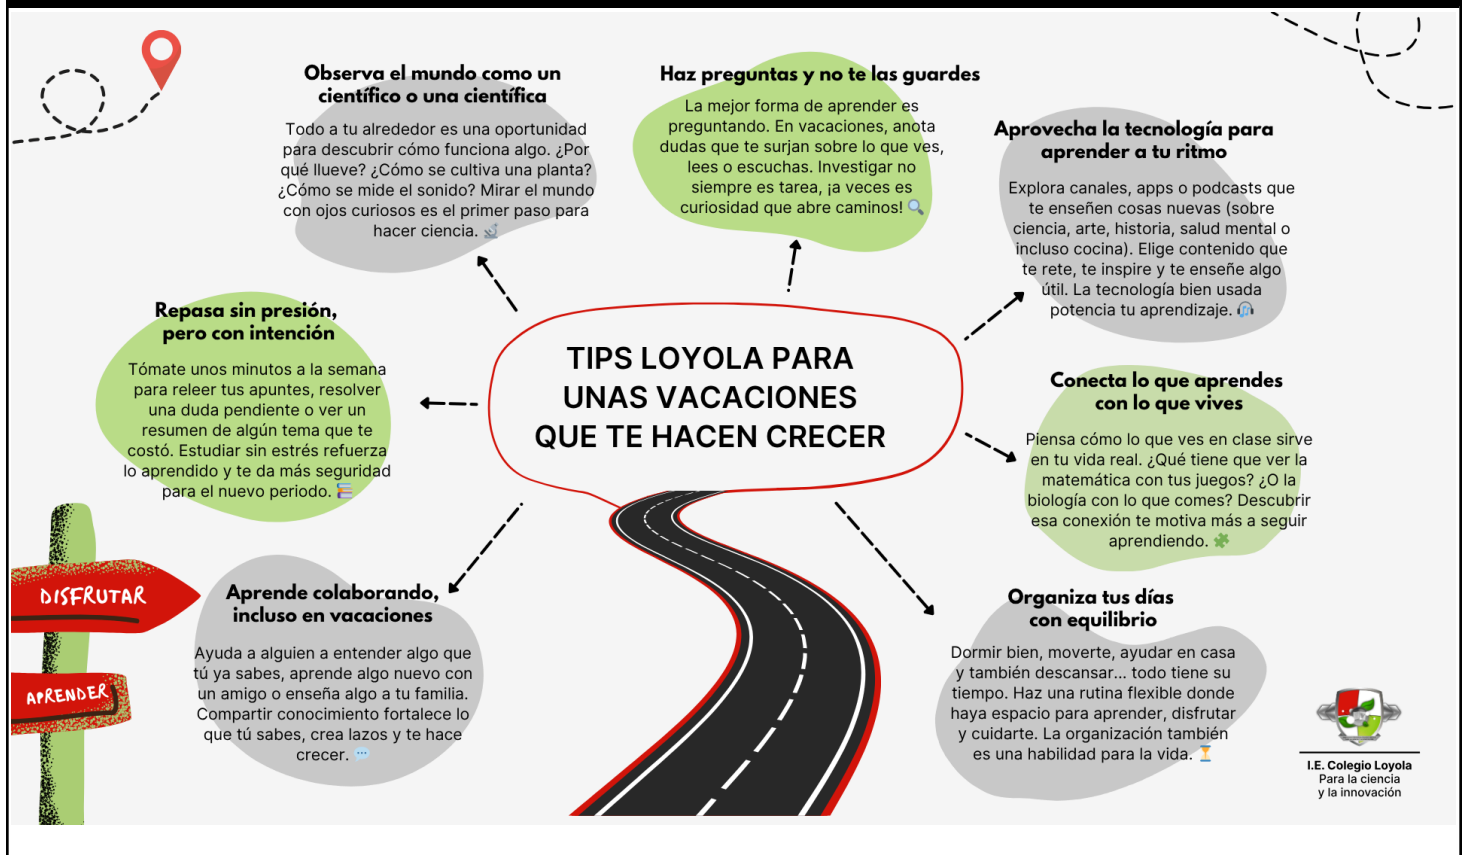 Observa el mundo como un
científico o una científica
Todo a tu alrededor es una oportunidad
para descubrir cómo funciona algo. ¿Por
qué llueve? ¿Cómo se cultiva una planta?
¿Cómo se mide el sonido? Mirar el mundo
con ojos curiosos es el primer paso para
hacer ciencia.
Haz preguntas y no te las guardes
La mejor forma de aprender es
preguntando. En vacaciones, anota
dudas que te surjan sobre lo que ves,
lees o escuchas. Investigar no
siempre es tarea, ¡a veces es
curiosidad que abre caminos! 🔍
Aprovecha la tecnología para
aprender a tu ritmo
Explora canales, apps o podcasts que
te enseñen cosas nuevas (sobre
ciencia, arte, historia, salud mental o
incluso cocina). Elige contenido que
te rete, te inspire y te enseñe algo
útil. La tecnología bien usada
potencia tu aprendizaje. 🎧
Repasa sin presión,
pero con intención
Tómate unos minutos a la semana
para releer tus apuntes, resolver
una duda pendiente o ver un
resumen de algún tema que te
costó. Estudiar sin estrés refuerza
lo aprendido y te da más seguridad
para el nuevo periodo. 📚
TIPS LOYOLA PARA
UNAS VACACIONES
QUE TE HACEN CRECER
Conecta lo que aprendes
con lo que vives
Piensa cómo lo que ves en clase sirve
en tu vida real. ¿Qué tiene que ver la
matemática con tus juegos? ¿O la
biología con lo que comes? Descubrir
esa conexión te motiva más a seguir
aprendiendo. 🧩
DISFRUTAR
APRENDER
Aprende colaborando,
incluso en vacaciones
Ayuda a alguien a entender algo que
tú ya sabes, aprende algo nuevo con
un amigo o enseña algo a tu familia.
Compartir conocimiento fortalece lo
que tú sabes, crea lazos y te hace
crecer. 💬
Organiza tus días
con equilibrio
Dormir bien, moverte, ayudar en casa
y también descansar... todo tiene su
tiempo. Haz una rutina flexible donde
haya espacio para aprender, disfrutar
y cuidarte. La organización también
es una habilidad para la vida. ⏳
I.E. Colegio Loyola
Para la ciencia
y la innovación